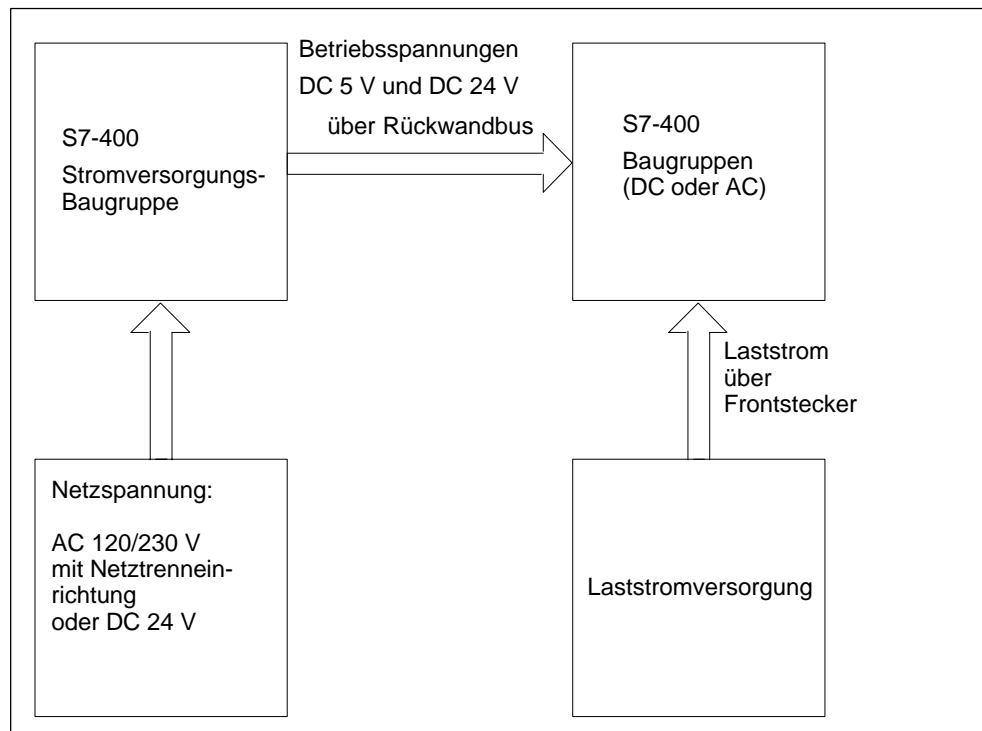 Betriebsspannungen
DC 5 V und DC 24 V
über Rückwandbus
S7-400
Stromversorgungs-
Baugruppe
S7-400
Baugruppen
(DC oder AC)
Laststrom
über
Frontstecker
Netzspannung:
AC 120/230 V
mit Netztrennein-
richtung
oder DC 24 V
Laststromversorgung